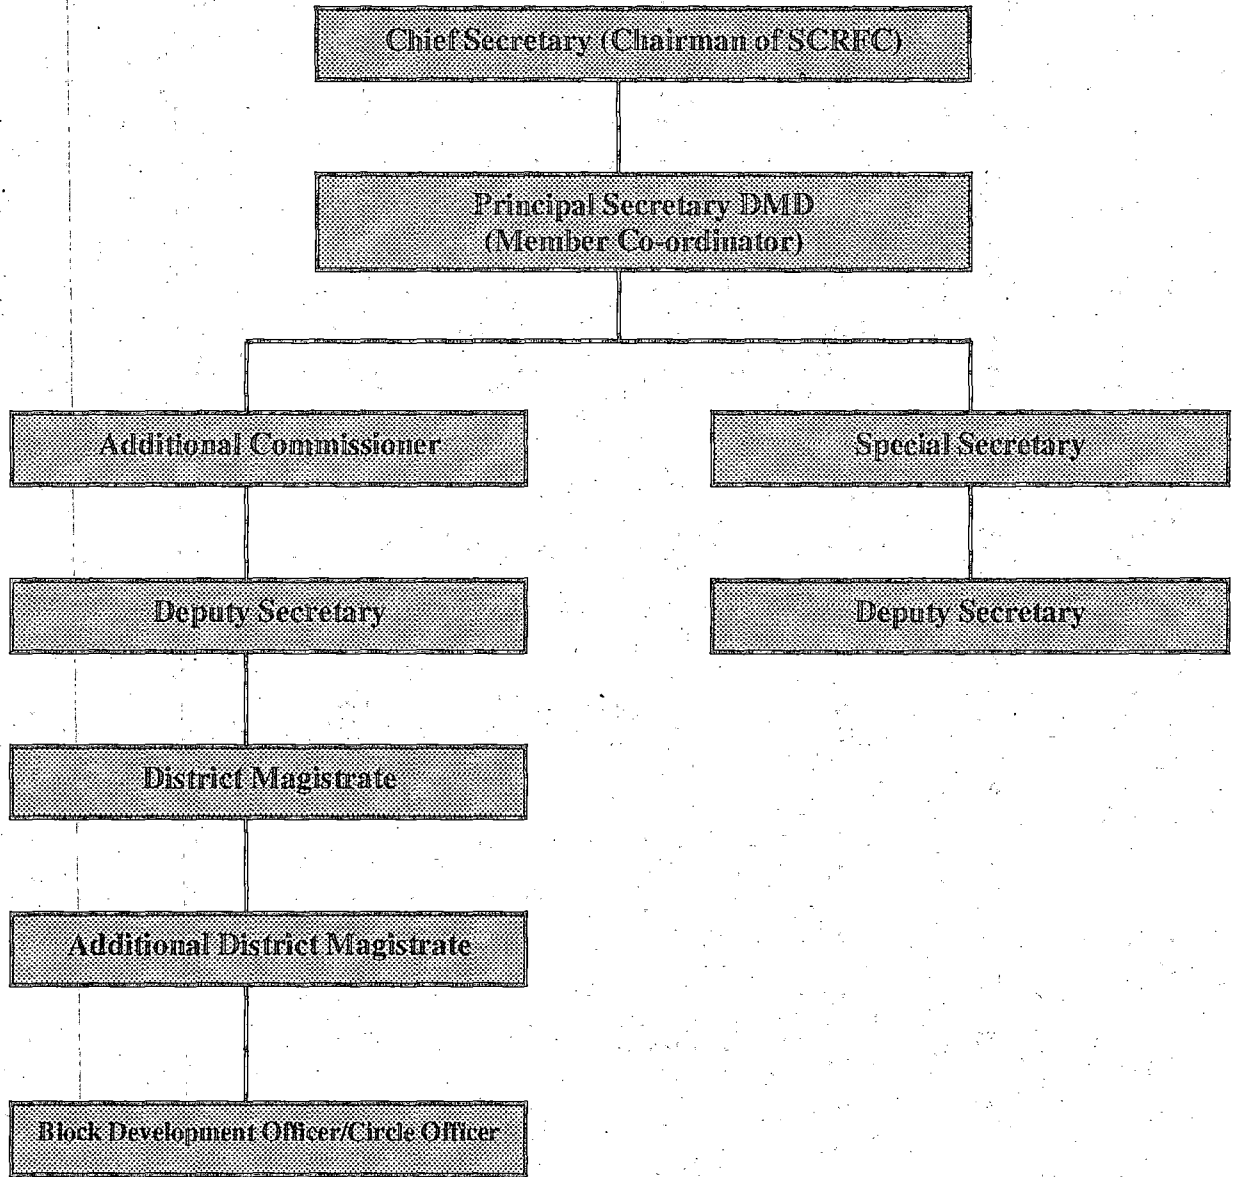 Chief Secretary (Chairman of SCRFC)
Principal Secretary DMD
(Member Co-ordinator)
Additional Commissioner
Special Secretary
Deputy Secretary
Deputy Secretary
District Magistrate
Additional District Magistrate
Block Development Officer/Circle Officer